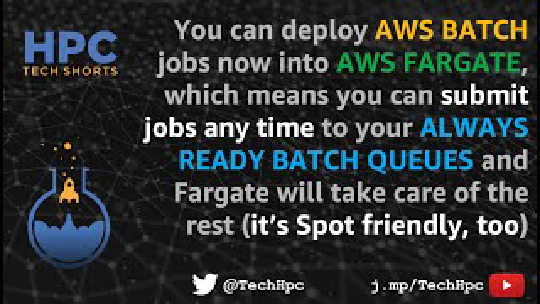 HPC
TECH SHORTS
You can deploy AWS BATCH
jobs now into AWS FARGATE,
which means you can submit
jobs any time to your ALWAYS
READY BATCH QUEUES and
Fargate will take care of the
rest (it's Spot friendly, too)
@TechHpc
j.mp/TechHpc